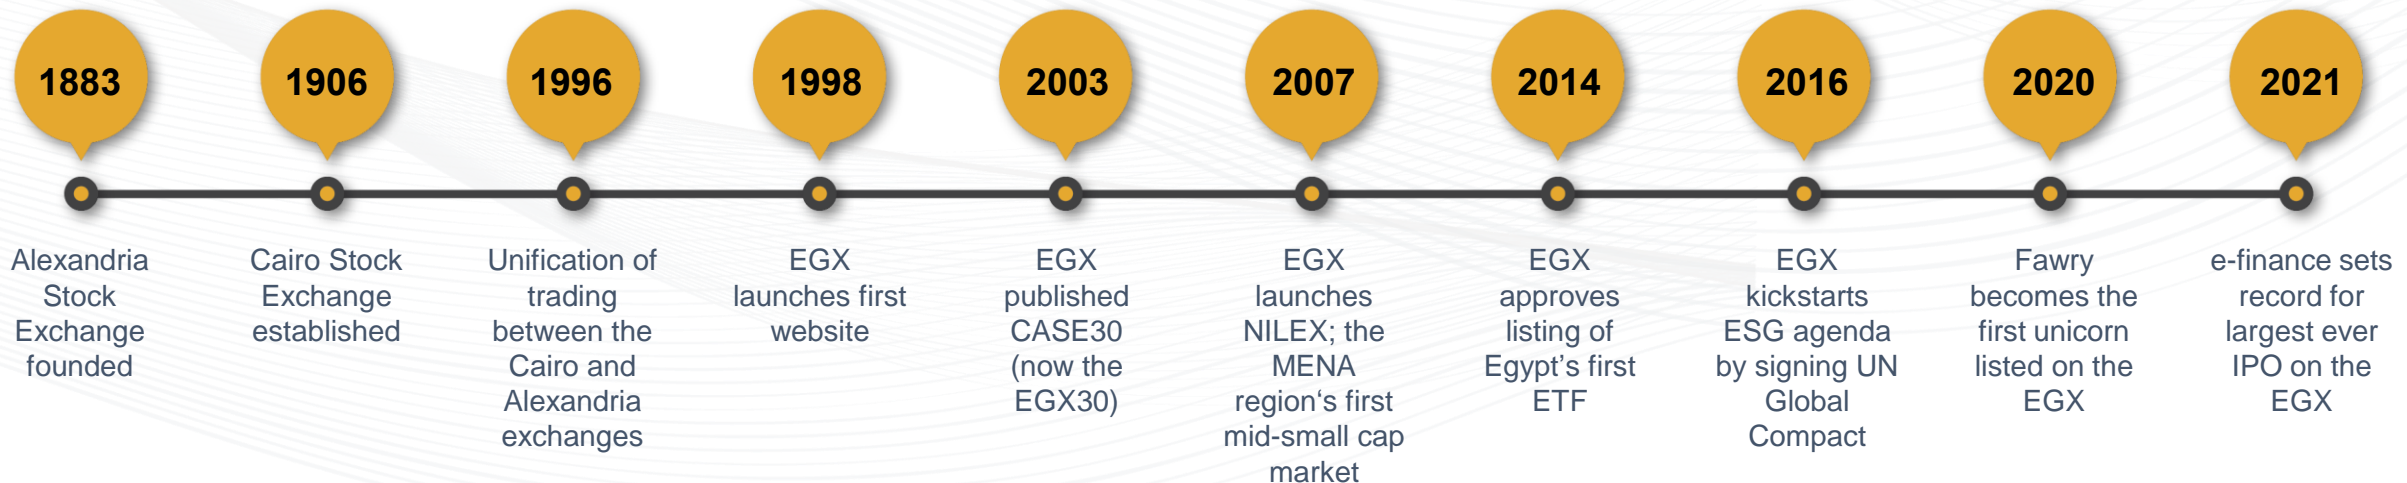 1883
Alexandria
Stock
Exchange
founded
1906
Cairo Stock
Exchange
established
1996
Unification of
trading
between the
Cairo and
Alexandria
exchanges
1998
EGX
launches first
website
2003
EGX
published
CASE30
(now the
EGX30)
2007
EGX
launches
NILEX; the
MENA
region‘s first
mid-small cap
market
2014
EGX
approves
listing of
Egypt’s first
ETF
2016
EGX
kickstarts
ESG agenda
by signing UN
Global
Compact
2020
Fawry
becomes the
first unicorn
listed on the
EGX
2021
e-finance sets
record for
largest ever
IPO on the
EGX